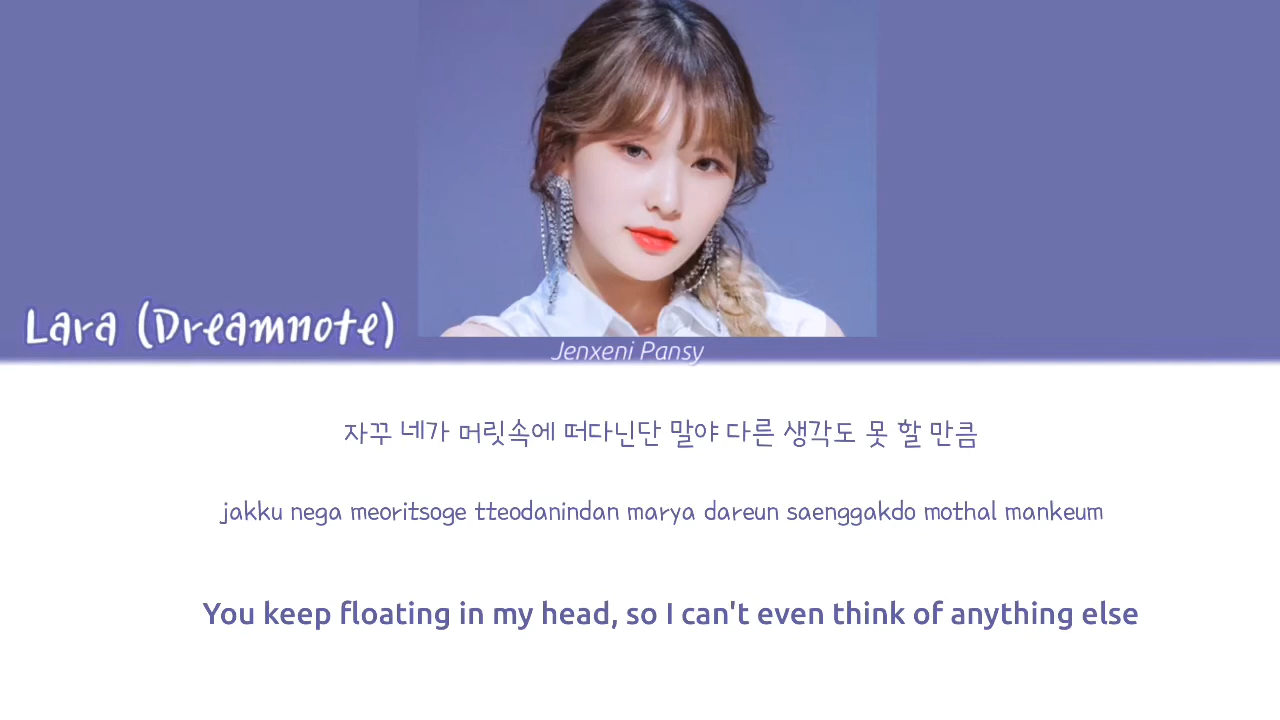 Lara (Dreamnote)
Jenxeni Pansy
자꾸 네가 머릿속에 떠다닌단 말야 다른 생각도 못 할 만큼
jakku nega meoritsoge tteodanindan marya dareun saenggakdo mothal mankeum
You keep floating in my head, so I can't even think of anything else